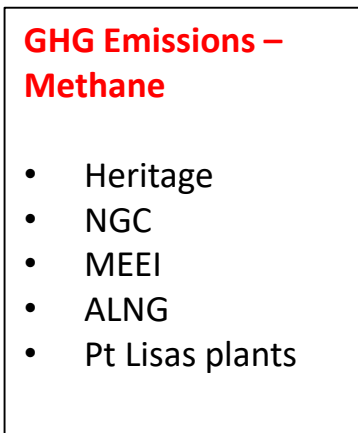 GHG Emissions –
Methane
• Heritage
• NGC
• MEEI
• ALNG
• Pt Lisas plants